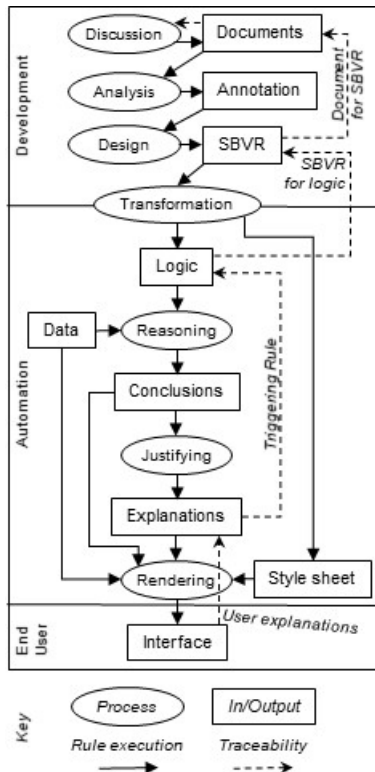 Development
Discussion
Documents
Analysis
Annotation
Document
for SBVR
Design
SBVR
SBVR
for logic
Transformation
Automation
Logic
Data
Reasoning
Triggering Rule
Conclusions
Justifying
Explanations
Rendering
Style sheet
End
User
Interface
User explanations
Key
Process
In/Output
Rule execution
Traceability